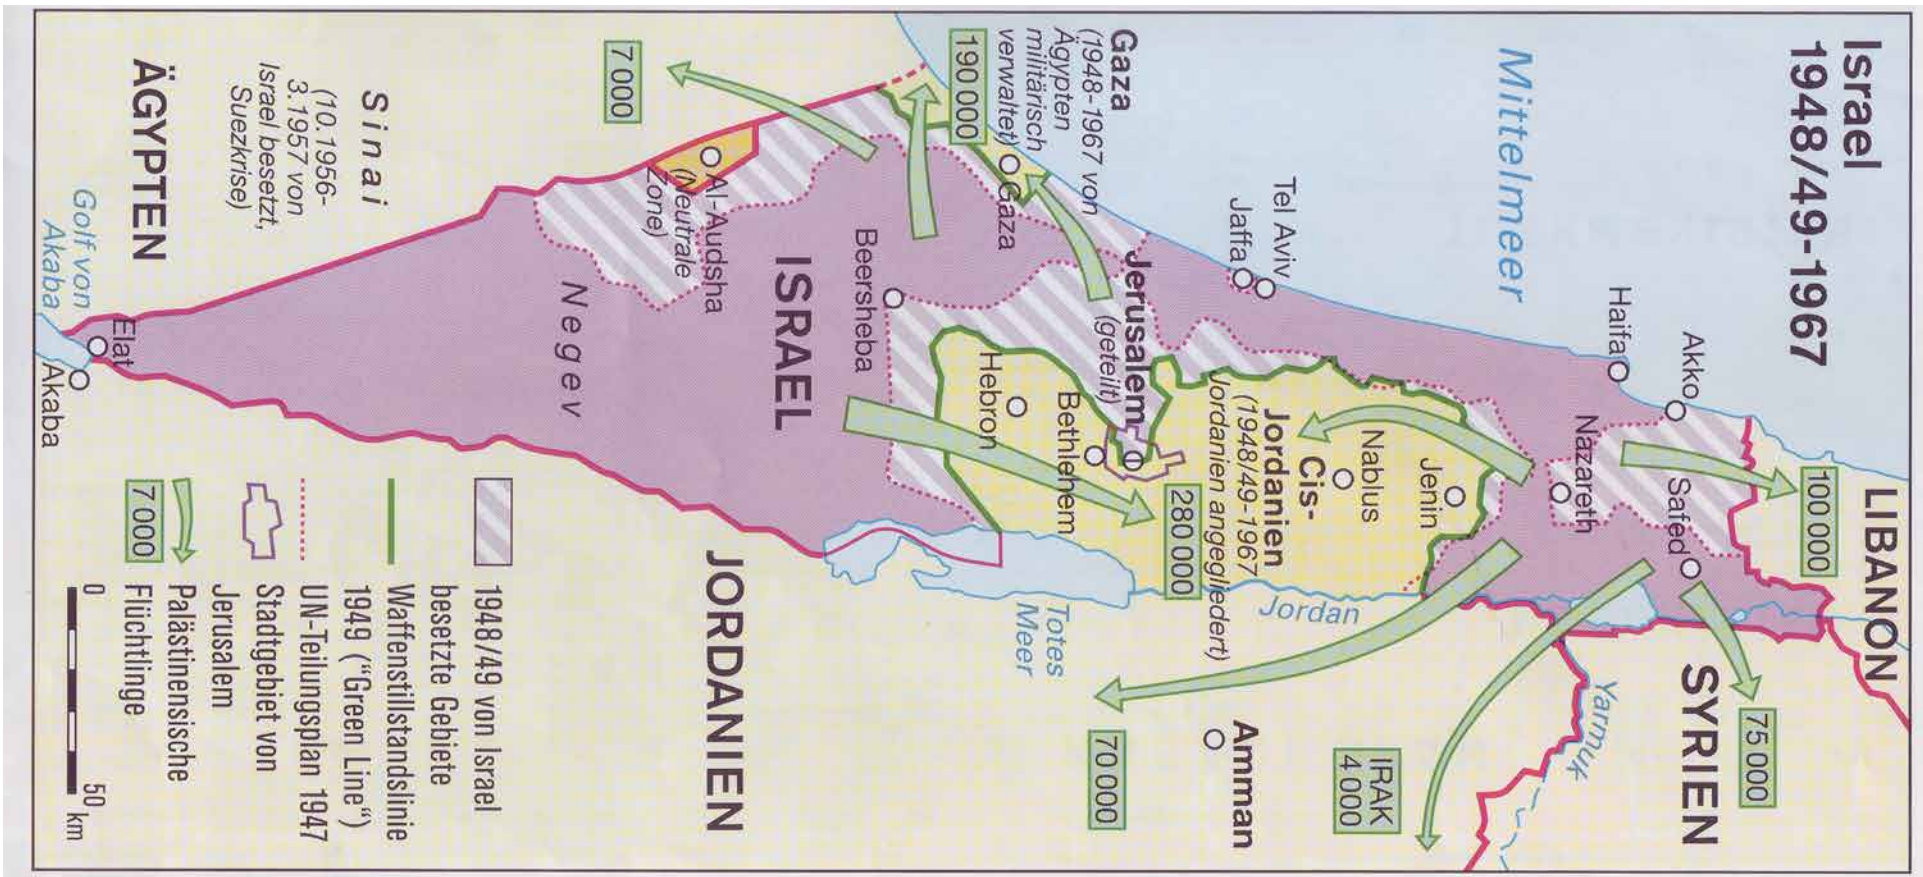 Israel
1948/49-1967
Mittelmeer
LIBANON
100 000
Akko
Haifa
Safed
Nazareth
SYRIEN
75 000
Yarmuk
IRAK
4 000
Tel Aviv
Jaffa
Jenin
Nablus
Cis-
Jordanien
(1948/49-1967
Jordanien angegliedert)
Jordan
280 000
Amman
70 000
Jerusalem
(geteilt)
Bethlehem
Hebron
Totes
Meer
Gaza
(1948-1967 von
Ägypten
militärisch
verwaltet)
190 000
Gaza
Beersheba
ISRAEL
JORDANIEN
7 000
Al-Audsha
(Neutrale
Zone)
Negev
Sinai
(10.1956-
3.1957 von
Israel besetzt,
Suezkrise)
ÄGYPTEN
Golf von
Akaba
Elat
Akaba
1948/49 von Israel
besetzte Gebiete
Waffenstillstandslinie
1949 ("Green Line“)
UN-Teilungsplan 1947
Stadtgebiet von
Jerusalem
7 000
Palästinensische
Flüchtlinge
0
50
km